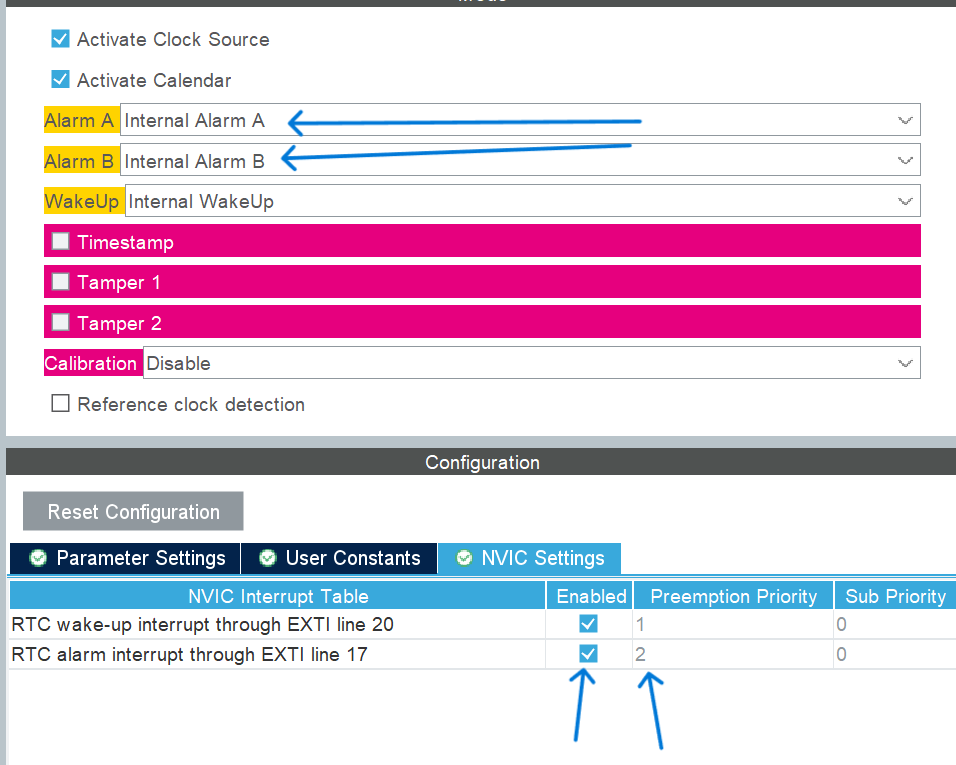 Mode
Activate Clock Source
Activate Calendar
Alarm A Internal Alarm A
Alarm B Internal Alarm B
WakeUp Internal WakeUp
Timestamp
Tamper 1
Tamper 2
Calibration Disable
Reference clock detection
Configuration
Reset Configuration
Parameter Settings User Constants NVIC Settings
NVIC Interrupt Table Enabled Preemption Priority Sub Priority
RTC wake-up interrupt through EXTI line 20 1 0
RTC alarm interrupt through EXTI line 17 2 0